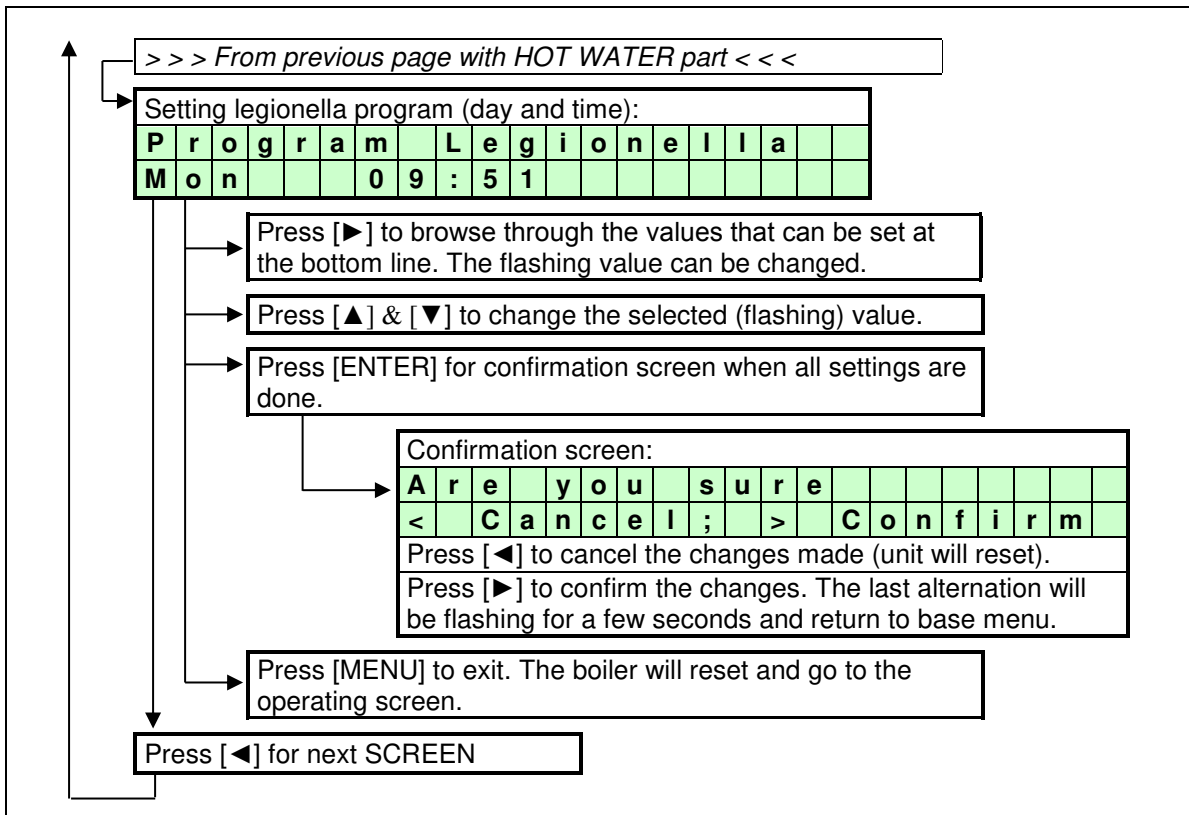 > > > From previous page with HOT WATER part < < <
Setting legionella program (day and time):
Program Legionella
Mon   09:51
Press [►] to browse through the values that can be set at
the bottom line. The flashing value can be changed.
Press [▲] & [▼] to change the selected (flashing) value.
Press [ENTER] for confirmation screen when all settings are
done.
Confirmation screen:
Are you sure
< Cancel; > Confirm
Press [◄] to cancel the changes made (unit will reset).
Press [►] to confirm the changes. The last alternation will
be flashing for a few seconds and return to base menu.
Press [MENU] to exit. The boiler will reset and go to the
operating screen.
Press [◄] for next SCREEN